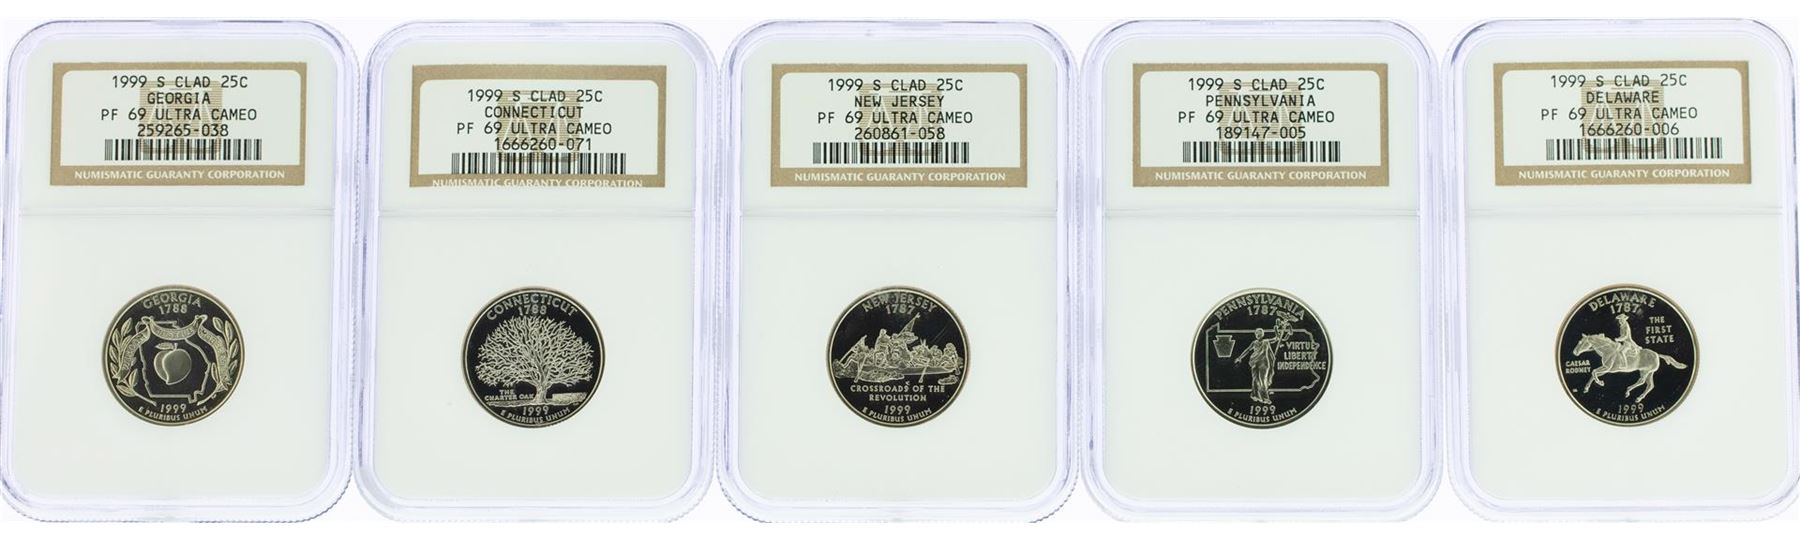 1999 S CLAD 25C
GEORGIA
PF 69 ULTRA CAMEO
259265-038
NUMISMATIC GUARANTY CORPORATION
GEORGIA
1788
1999
E PLURIBUS UNUM
1999 S CLAD 25C
CONNECTICUT
PF 69 ULTRA CAMEO
1666260-071
NUMISMATIC GUARANTY CORPORATION
CONNECTICUT
1788
THE
CHARTER OAK
1999
E PLURIBUS UNUM
1999 S CLAD 25C
NEW JERSEY
PF 69 ULTRA CAMEO
260861-058
NUMISMATIC GUARANTY CORPORATION
NEW JERSEY
1787
CROSSROADS OF THE
REVOLUTION
1999
E PLURIBUS UNUM
1999 S CLAD 25C
PENNSYLVANIA
PF 69 ULTRA CAMEO
189147-005
NUMISMATIC GUARANTY CORPORATION
PENNSYLVANIA
1787
VIRTUE
LIBERTY
INDEPENDENCE
1999
E PLURIBUS UNUM
1999 S CLAD 25C
DELAWARE
PF 69 ULTRA CAMEO
1666260-006
NUMISMATIC GUARANTY CORPORATION
DELAWARE
1787
THE
FIRST
STATE
CAESAR
RODNEY
1999
E PLURIBUS UNUM